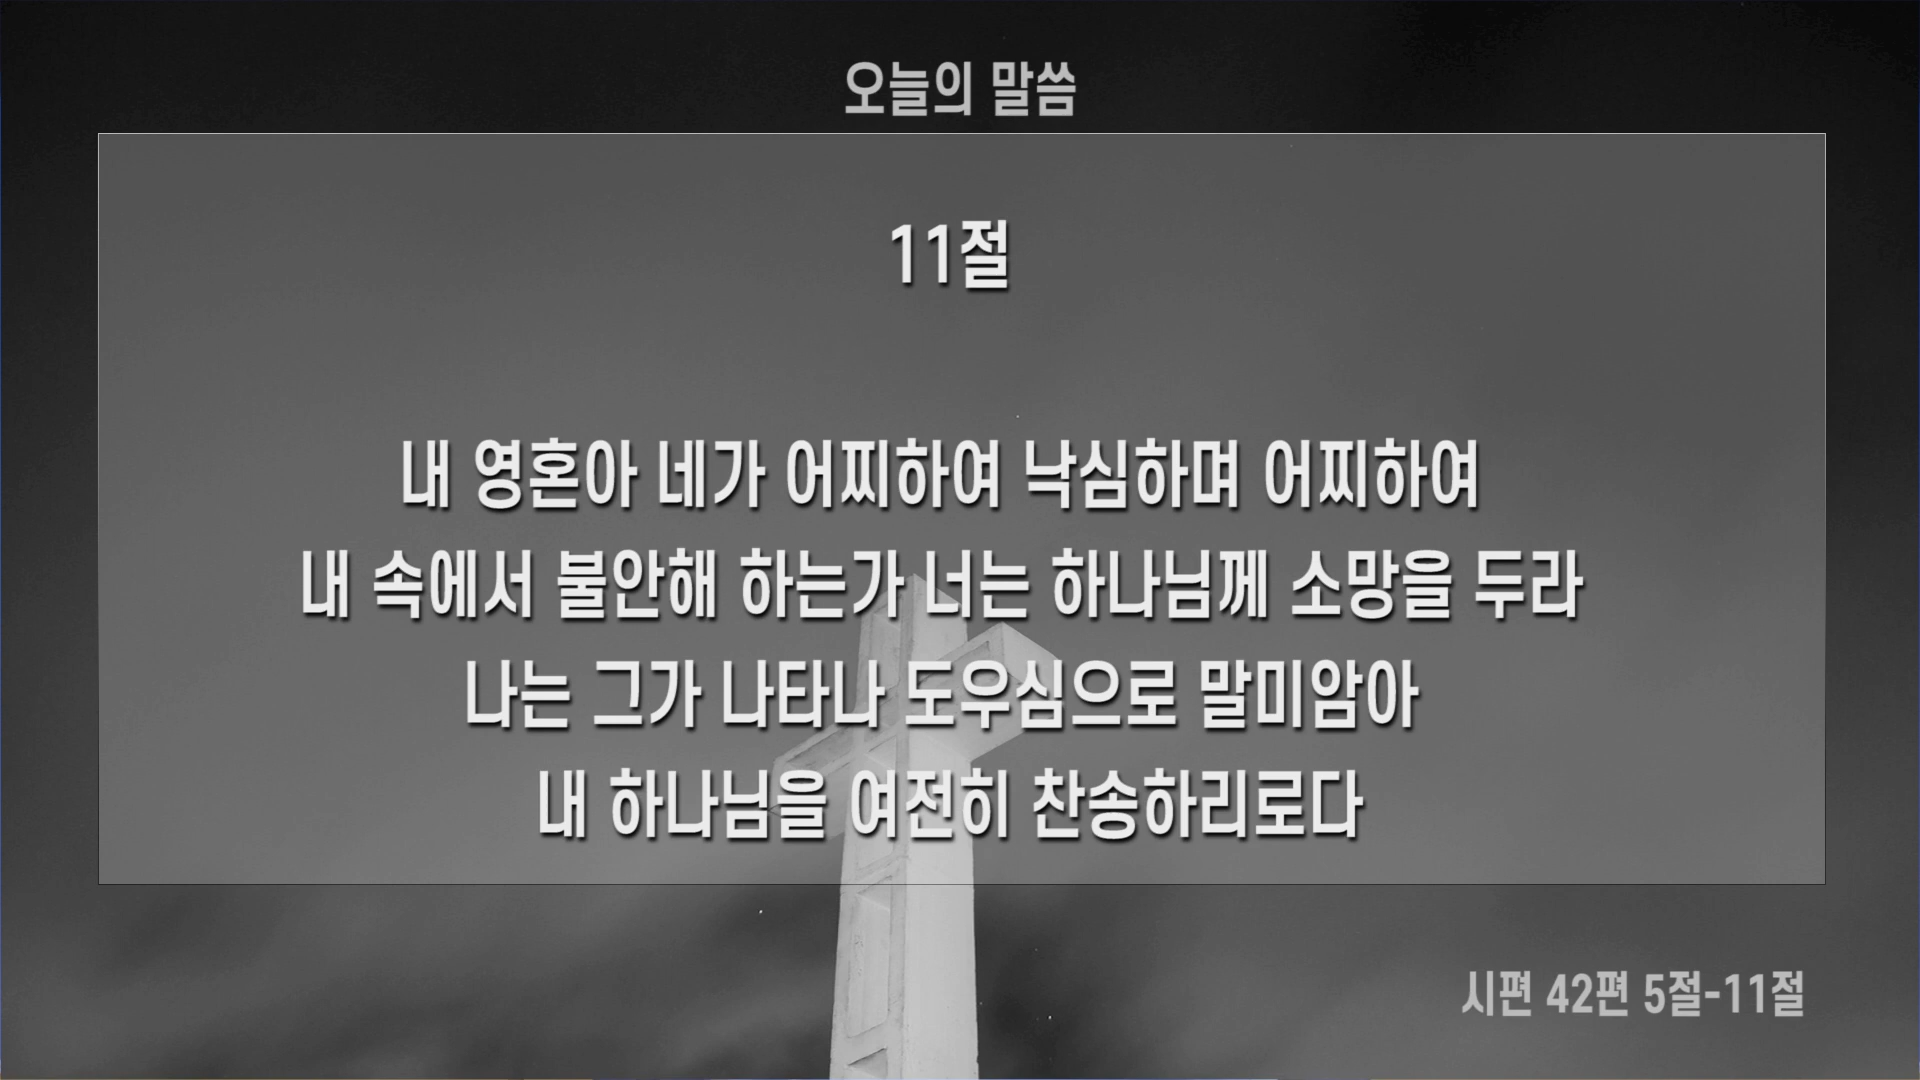 오늘의 말씀
11절
내 영혼아 네가 어찌하여 낙심하며 어찌하여
내 속에서 불안해 하는가 너는 하나님께 소망을 두라
나는 그가 나타나 도우심으로 말미암아
내 하나님을 여전히 찬송하리로다
시편 42편 5절-11절